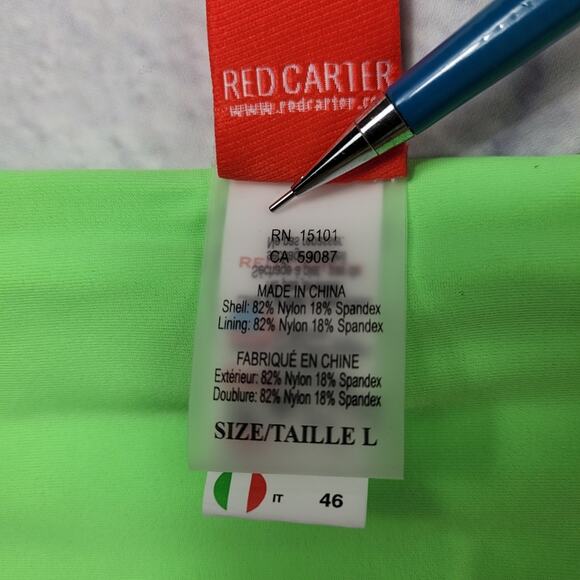 RED CARTER
www.redcarter.co
RN 15101
CA 59087
MADE IN CHINA
Shell: 82% Nylon 18% Spandex
Lining: 82% Nylon 18% Spandex
FABRIQUÉ EN CHINE
Extérieur: 82% Nylon 18% Spandex
Doublure: 82% Nylon 18% Spandex
SIZE/TAILLE L
IT 46